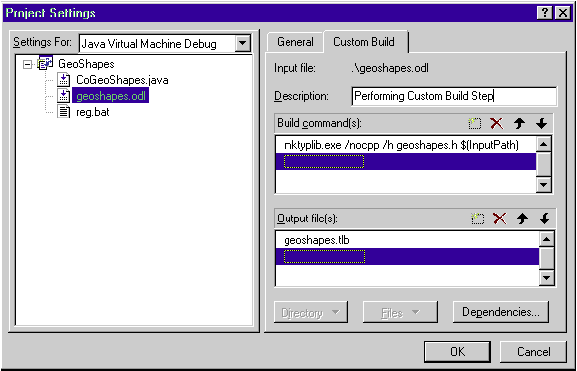 Project Settings
Settings For: Java Virtual Machine Debug
GeoShapes
CoGeoShapes.java
geoshapes.odl
reg.bat
General Custom Build
Input file: .\geoshapes.odl
Description: Performing Custom Build Step
Build command(s):
nktyplib.exe /nocpp /h geoshapes.h $(InputPath)
Output file(s):
geoshapes.tlb
Directory Files Dependencies...
OK Cancel